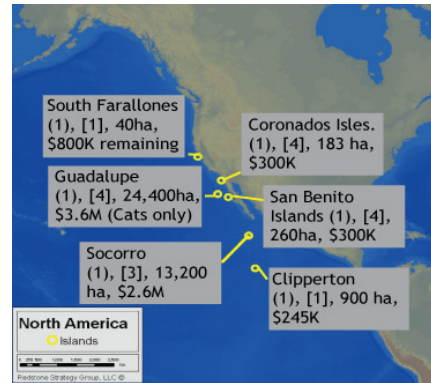 South Farallones
(1), [1], 40ha,
$800K remaining
Coronados Isles.
(1), [4], 183 ha,
$300K
Guadalupe
(1), [4], 24,400ha,
$3.6M (Cats only)
San Benito
Islands (1), [4],
260ha, $300K
Socorro
(1), [3], 13,200
ha, $2.6M
Clipperton
(1), [1], 900 ha,
$245K
North America
Islands
Redstone Strategy Group, LLC ©